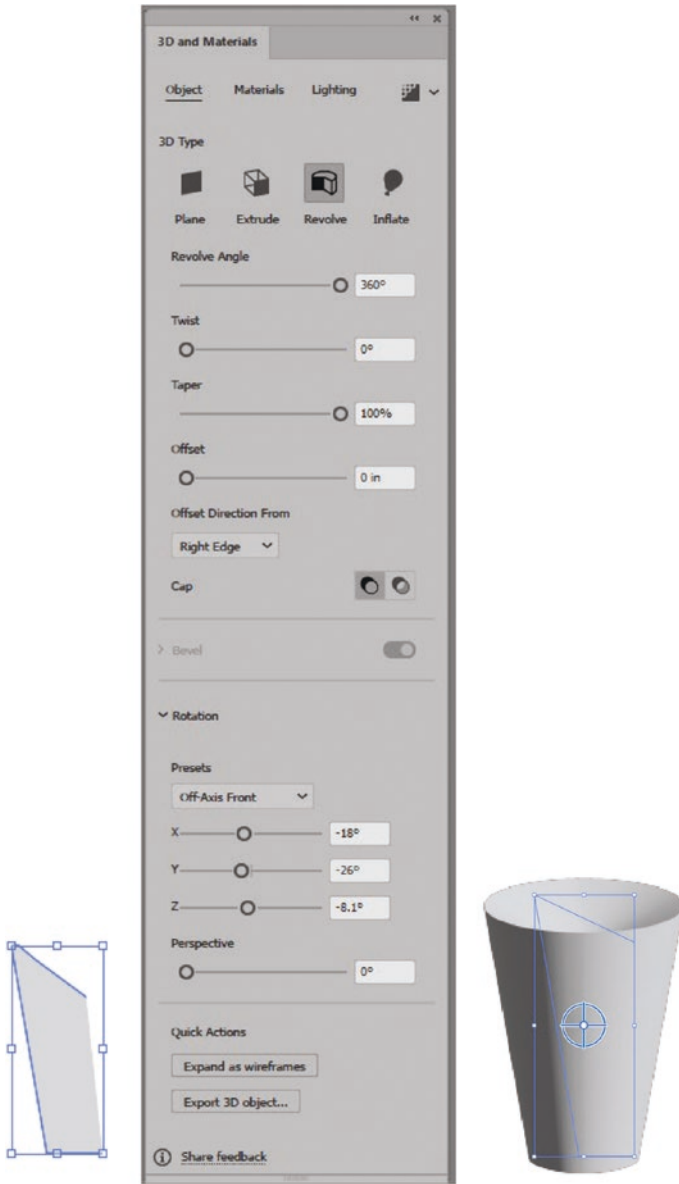 3D and Materials
Object Materials Lighting
3D Type
Plane Extrude Revolve Inflate
Revolve Angle
360°
Twist
0°
Taper
100%
Offset
0 in
Offset Direction From
Right Edge
Cap
Bevel
Rotation
Presets
Off-Axis Front
X -18°
Y -26°
Z -8.1°
Perspective
0°
Quick Actions
Expand as wireframes
Export 3D object...
Share feedback